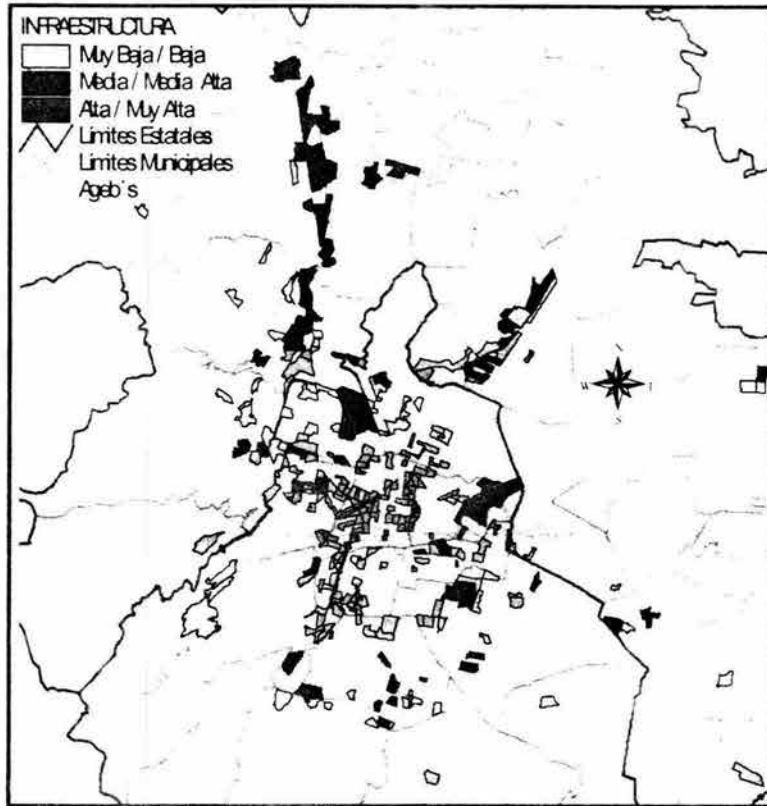 INFRAESTRUCTURA
Muy Baja / Baja
Media / Media Alta
Alta / Muy Alta
Limites Estatales
Limites Municipales
Ageb`s
N
W
S